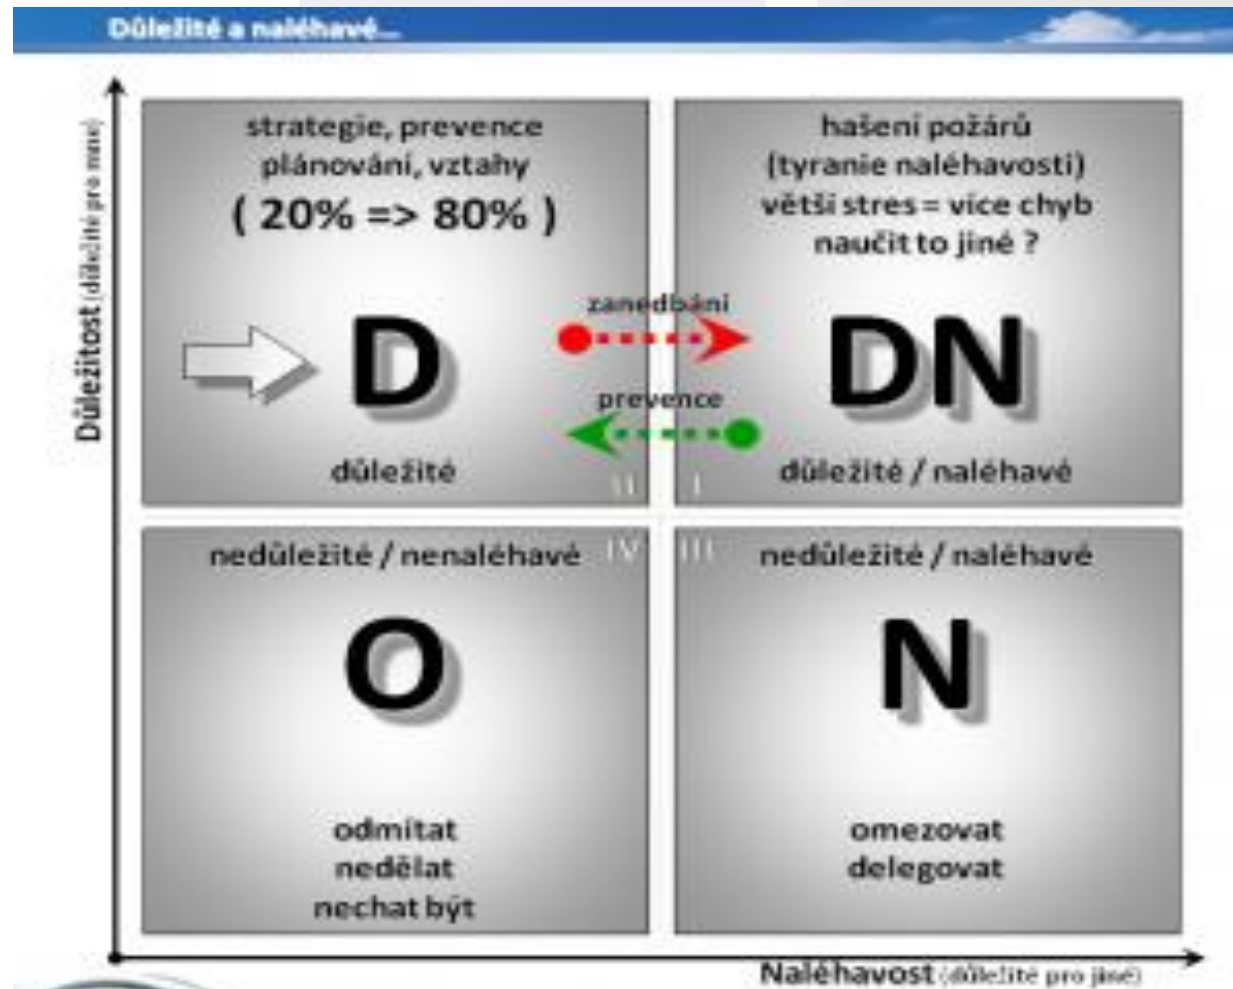 Důležité a naléhavé...
Důležitost (důležité pro mne)
strategie, prevence
plánování, vztahy
( 20% => 80% )
D
důležité
II
hašení požárů
(tyranie naléhavosti)
větší stres = více chyb
naučit to jiné ?
DN
důležité / naléhavé
I
zanedbání
prevence
nedůležité / nenaléhavé
IV
O
odmítat
nedělat
nechat být
III
nedůležité / naléhavé
N
omezovat
delegovat
Naléhavost (důležité pro jiné)